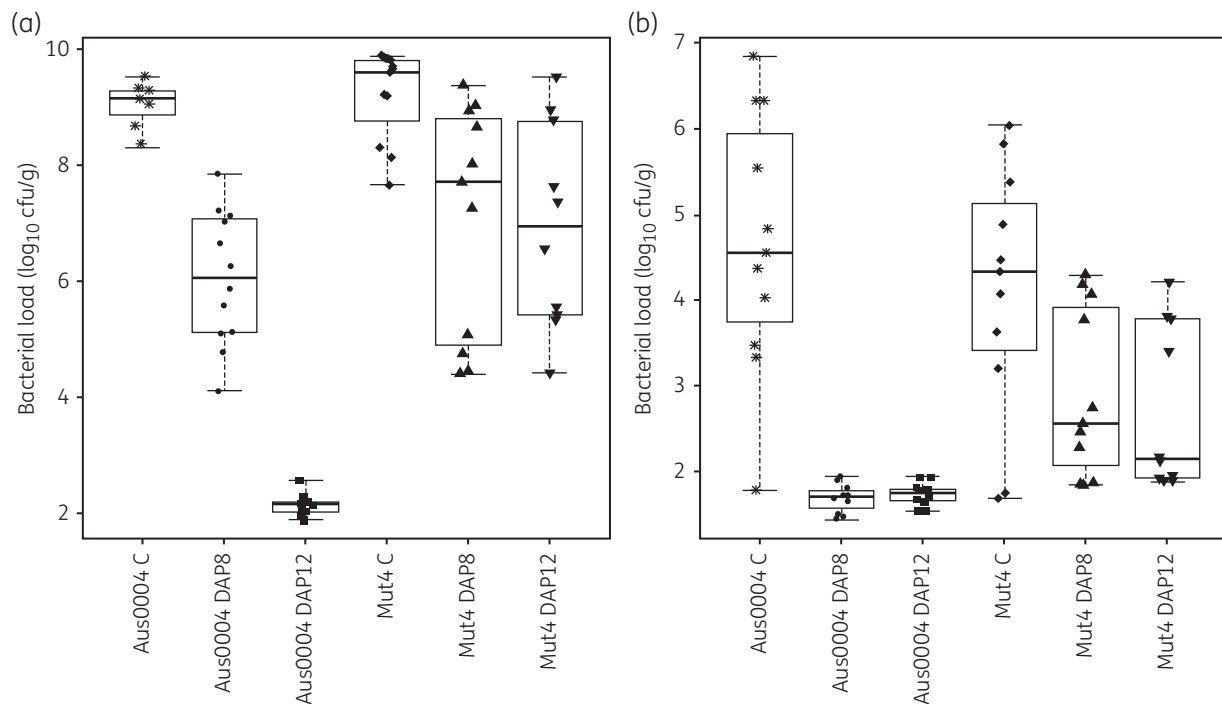 (a)
10
8
6
4
2
Bacterial load (log10 cfu/g)
Aus0004 C
Aus0004 DAP8
Aus0004 DAP12
Mut4 C
Mut4 DAP8
Mut4 DAP12
(b)
7
6
5
4
3
2
Bacterial load (log10 cfu/g)
Aus0004 C
Aus0004 DAP8
Aus0004 DAP12
Mut4 C
Mut4 DAP8
Mut4 DAP12